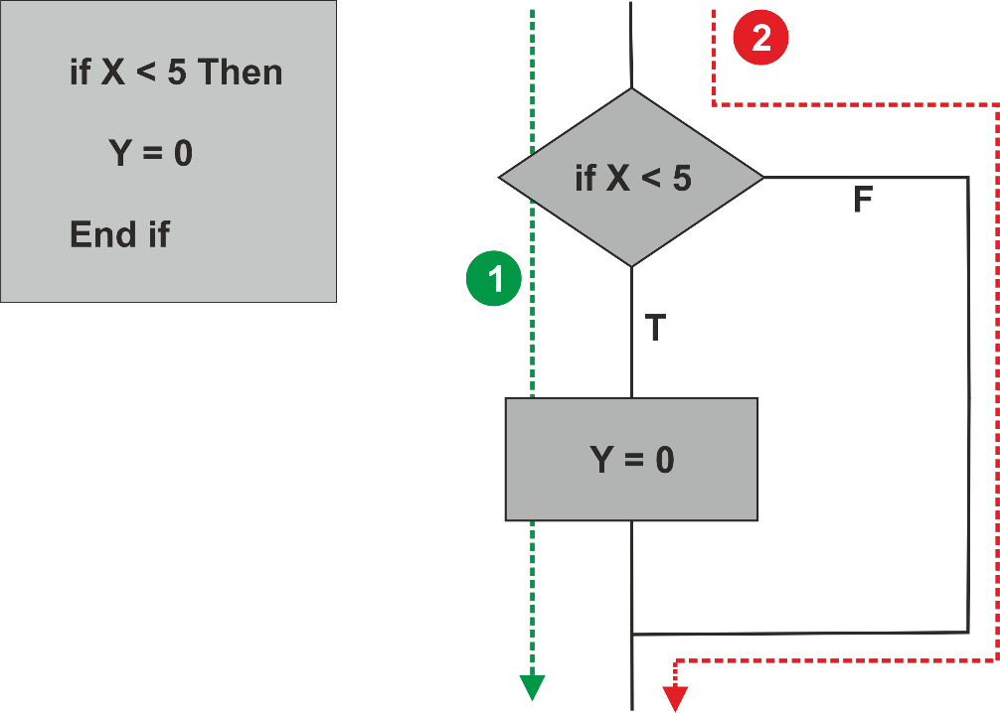 if X < 5 Then
Y = 0
End if
2
if X < 5
F
1
T
Y = 0